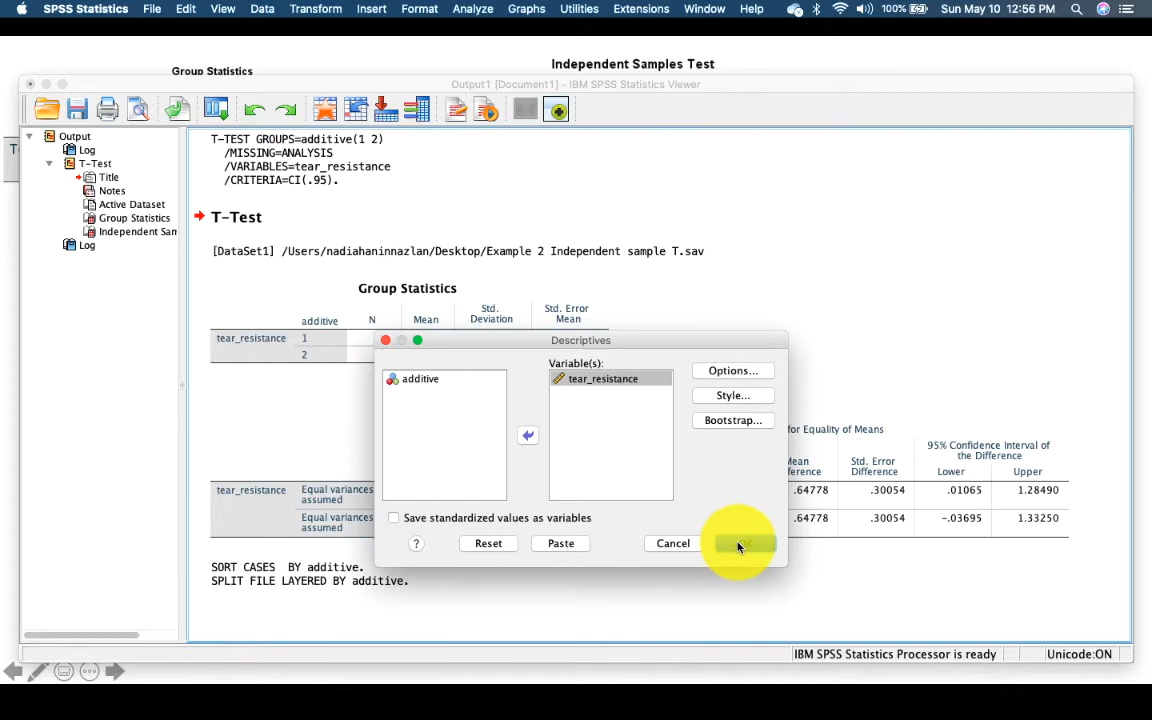 SPSS Statistics File Edit View Data Transform Insert Format Analyze Graphs Utilities Extensions Window Help 100% Sun May 10 12:56 PM
Independent Samples Test
Group Statistics
Output1 [Document1] - IBM SPSS Statistics Viewer
Output
Log
T-Test
Title
Notes
Active Dataset
Group Statistics
Independent Sam
Log
T-TEST GROUPS=additive(1 2)
/MISSING=ANALYSIS
/VARIABLES=tear_resistance
/CRITERIA=CI(.95).
T-Test
[DataSet1] /Users/nadiahaninnazlan/Desktop/Example 2 Independent sample T.sav
Group Statistics
additive N Mean Std. Deviation Std. Error Mean
tear_resistance 1
2
for Equality of Means
Std. Error Difference
95% Confidence Interval of the Difference
Lower Upper
tear_resistance Equal variances assumed .64778 .30054 .01065 1.28490
Equal variances assumed .64778 .30054 -.03695 1.33250
SORT CASES BY additive.
SPLIT FILE LAYERED BY additive.
Descriptives
Variable(s):
additive
tear_resistance
Options...
Style...
Bootstrap...
Save standardized values as variables
? Reset Paste Cancel
IBM SPSS Statistics Processor is ready Unicode:ON